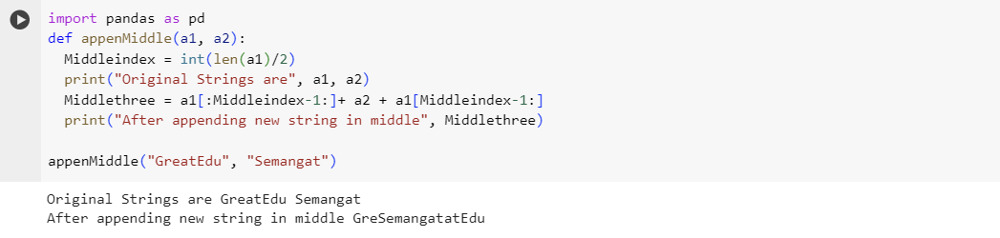 import pandas as pd
def appenMiddle(a1, a2):
  Middleindex = int(len(a1)/2)
  print("Original Strings are", a1, a2)
  Middlethree = a1[:Middleindex-1:]+ a2 + a1[Middleindex-1:]
  print("After appending new string in middle", Middlethree)

appenMiddle("GreatEdu", "Semangat")
Original Strings are GreatEdu Semangat
After appending new string in middle GreSemangatatEdu